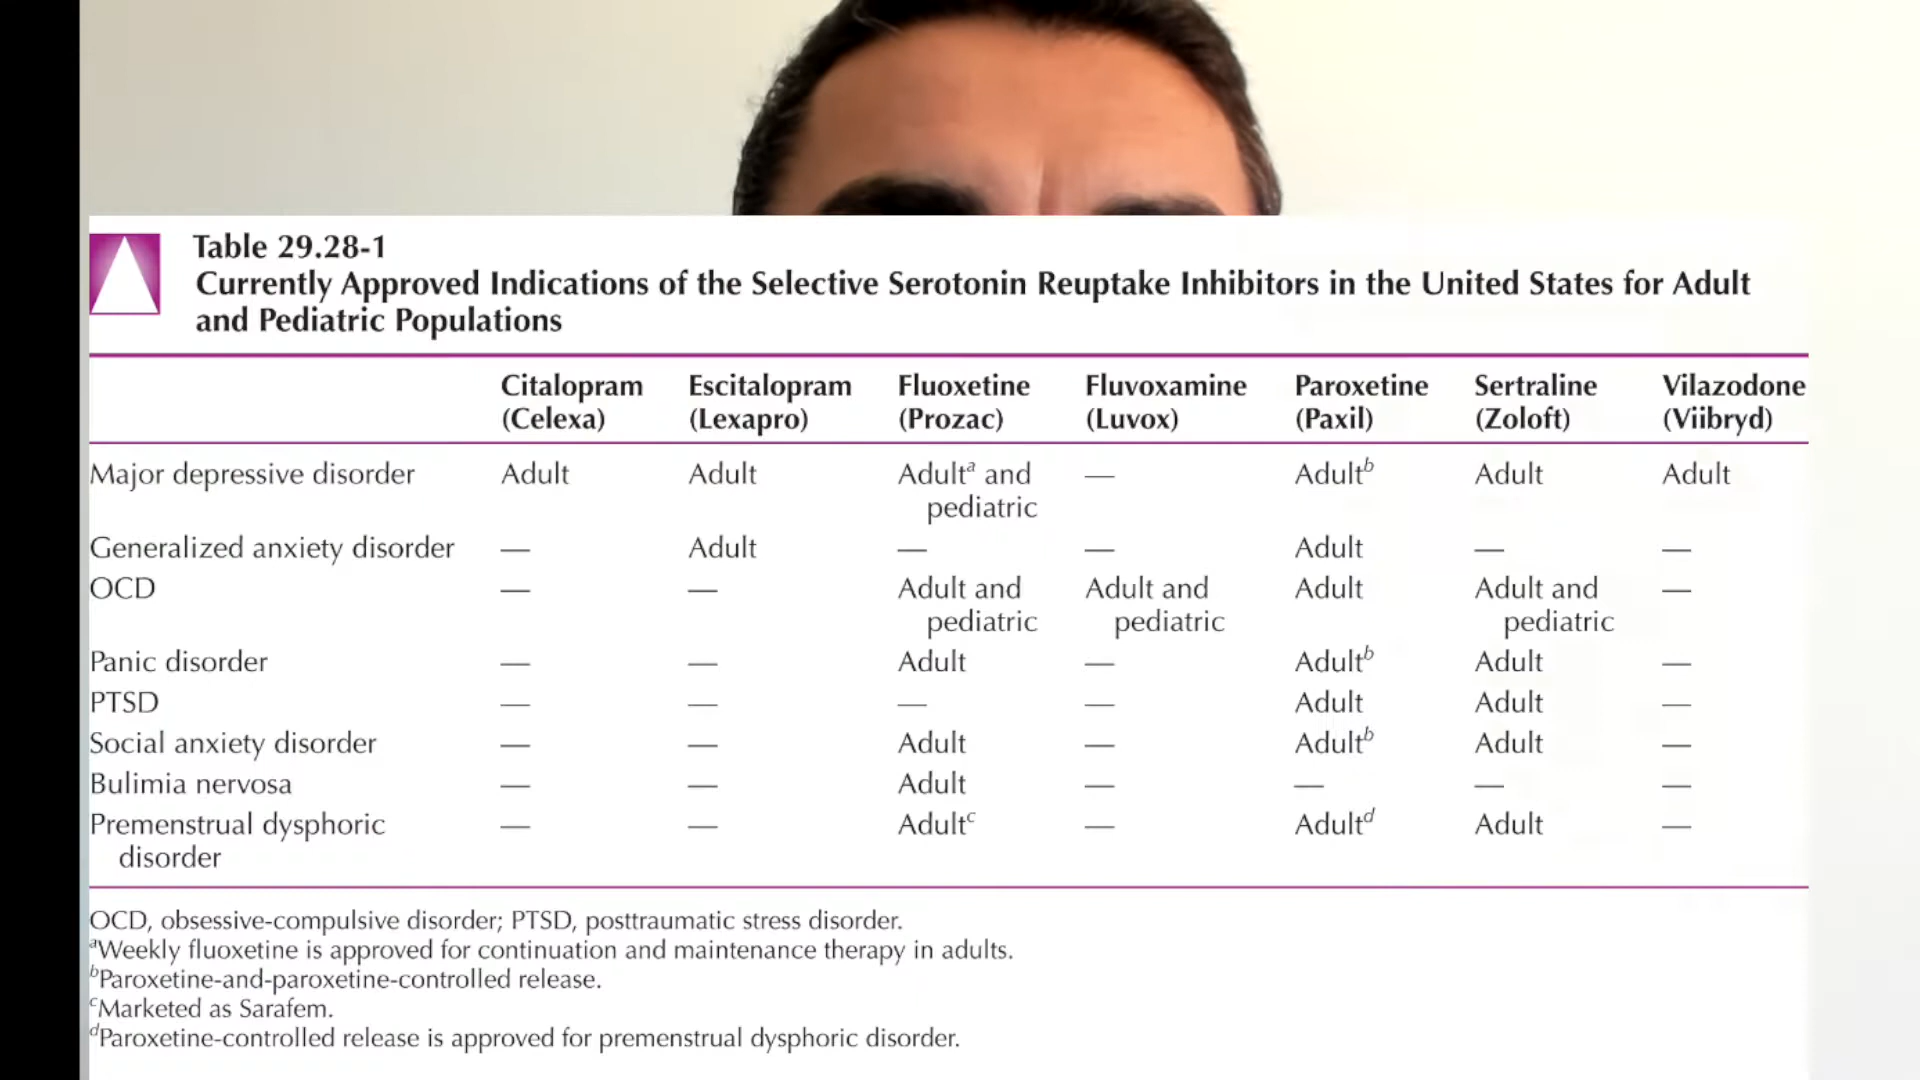 Table 29.28-1
Currently Approved Indications of the Selective Serotonin Reuptake Inhibitors in the United States for Adult
and Pediatric Populations
Citalopram (Celexa) Escitalopram (Lexapro) Fluoxetine (Prozac) Fluvoxamine (Luvox) Paroxetine (Paxil) Sertraline (Zoloft) Vilazodone (Viibryd)
Major depressive disorder Adult Adult Adultᵃ and pediatric — Adultᵇ Adult Adult
Generalized anxiety disorder — Adult — — Adult — —
OCD — — Adult and pediatric Adult and pediatric Adult Adult and pediatric —
Panic disorder — — Adult — Adultᵇ Adult —
PTSD — — — — Adult Adult —
Social anxiety disorder — — Adult — Adultᵇ Adult —
Bulimia nervosa — — Adult — — — —
Premenstrual dysphoric disorder — — Adultᶜ — Adultᵈ Adult —
OCD, obsessive-compulsive disorder; PTSD, posttraumatic stress disorder.
ᵃWeekly fluoxetine is approved for continuation and maintenance therapy in adults.
ᵇParoxetine-and-paroxetine-controlled release.
ᶜMarketed as Sarafem.
ᵈParoxetine-controlled release is approved for premenstrual dysphoric disorder.